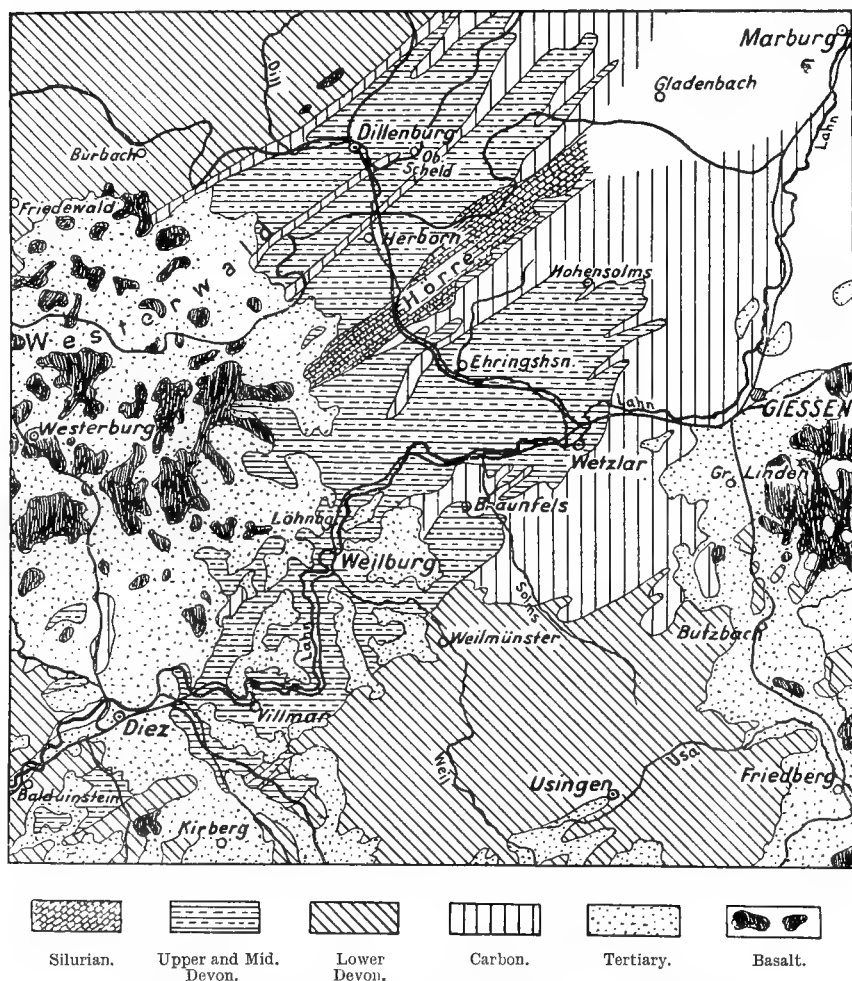 Marburg
Gladenbach
Dill
Lahn
Dillenburg
Burbach
Ob.
Scheld
Friedewald
Herborn
Westerwald
Hörre
Hohensolms
Ehringshsn.
Lahn
GIESSEN
Westerburg
Wetzlar
Gr. Linden
Braunfels
Weilburg
Solms
Lahn
Weilmünster
Butzbach
Villmar
Diez
Weil
Usa
Usingen
Friedberg
Balduinstein
Kirberg
Silurian.
Upper and Mid.
Devon.
Lower
Devon.
Carbon.
Tertiary.
Basalt.